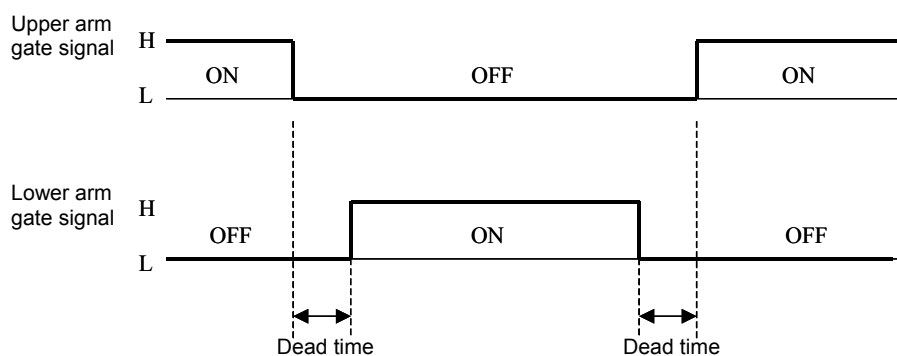 Upper arm
gate signal
H
ON
OFF
ON
L
Lower arm
gate signal
H
OFF
ON
OFF
L
Dead time
Dead time